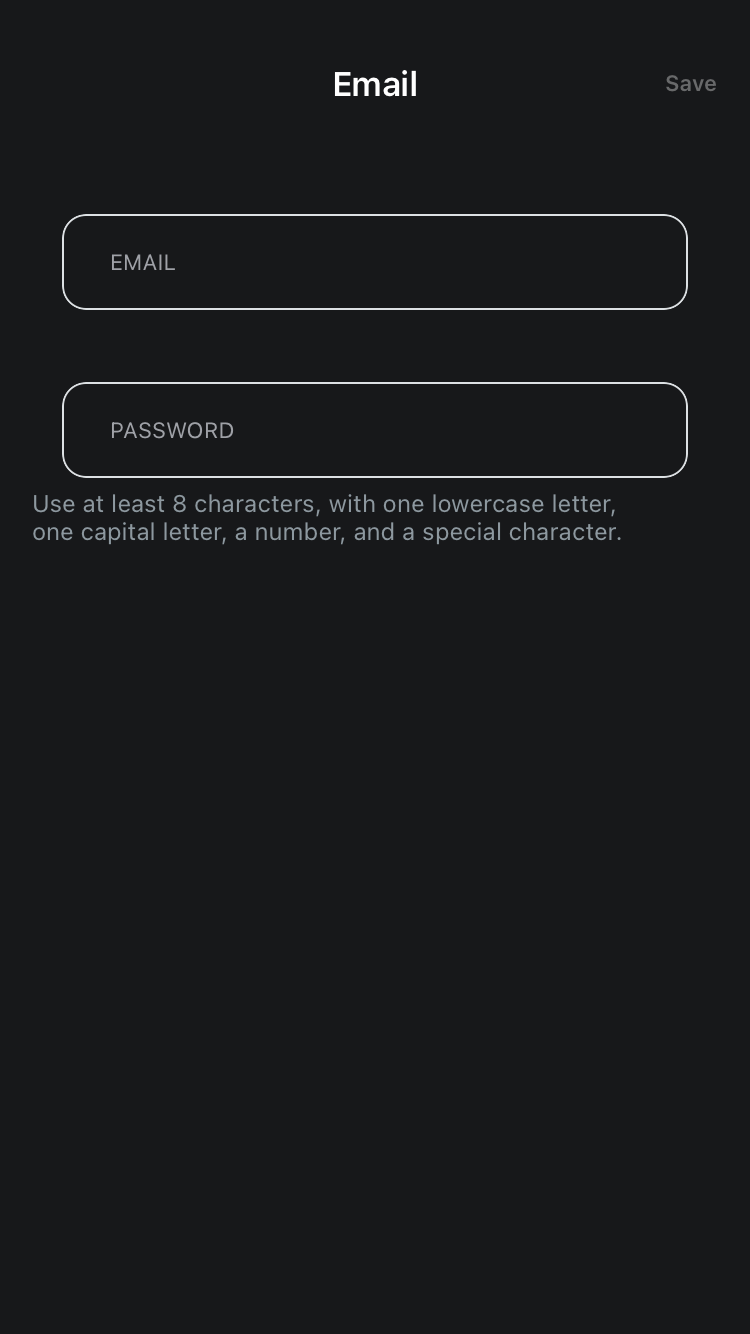 Email
Save
EMAIL
PASSWORD
Use at least 8 characters, with one lowercase letter,
one capital letter, a number, and a special character.